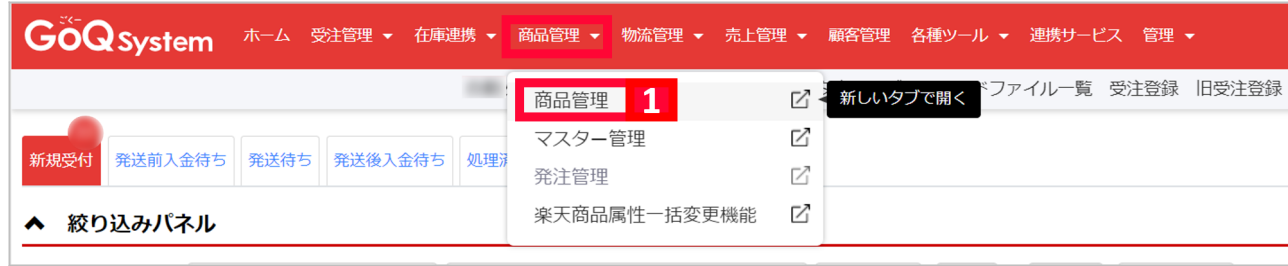 ごくー
GoQSystem ホーム 受注管理 ▼ 在庫連携 ▼ 商品管理 ▼ 物流管理 ▼ 売上管理 ▼ 顧客管理 各種ツール ▼ 連携サービス 管理 ▼
ファイル一覧 受注登録 旧受注登録
商品管理 1 新しいタブで開く
マスター管理
発注管理
楽天商品属性一括変更機能
新規受付 発送前入金待ち 発送待ち 発送後入金待ち 処理済
絞り込みパネル